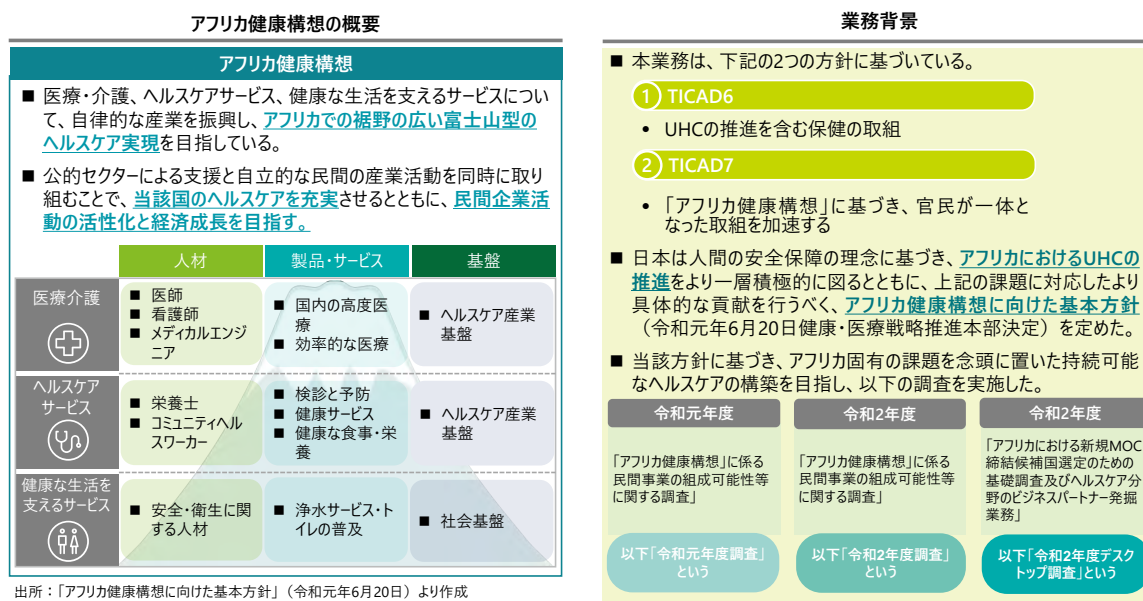 アフリカ健康構想の概要
アフリカ健康構想
■ 医療・介護、ヘルスケアサービス、健康な生活を支えるサービスについ
て、自律的な産業を振興し、アフリカでの裾野の広い富士山型の
ヘルスケア実現を目指している。
■ 公的セクターによる支援と自立的な民間の産業活動を同時に取り
組むことで、当該国のヘルスケアを充実させるとともに、民間企業活
動の活性化と経済成長を目指す。
人材
製品・サービス
基盤
医療介護
■ 医師
■ 看護師
■ メディカルエンジ
ニア
■ 国内の高度医
療
■ 効率的な医療
■ ヘルスケア産業
基盤
ヘルスケア
サービス
■ 栄養士
■ コミュニティヘル
スワーカー
■ 検診と予防
■ 健康サービス
■ 健康な食事・栄
養
■ ヘルスケア産業
基盤
健康な生活を
支えるサービス
■ 安全・衛生に関
する人材
■ 浄水サービス・ト
イレの普及
■ 社会基盤
出所：「アフリカ健康構想に向けた基本方針」（令和元年6月20日）より作成
業務背景
■ 本業務は、下記の2つの方針に基づいている。
1 TICAD6
• UHCの推進を含む保健の取組
2 TICAD7
• 「アフリカ健康構想」に基づき、官民が一体と
なった取組を加速する
■ 日本は人間の安全保障の理念に基づき、アフリカにおけるUHCの
推進をより一層積極的に図るとともに、上記の課題に対応したより
具体的な貢献を行うべく、アフリカ健康構想に向けた基本方針
（令和元年6月20日健康・医療戦略推進本部決定）を定めた。
■ 当該方針に基づき、アフリカ固有の課題を念頭に置いた持続可能
なヘルスケアの構築を目指し、以下の調査を実施した。
令和元年度
「アフリカ健康構想」に係る
民間事業の組成可能性等
に関する調査」
以下「令和元年度調査」
という
令和2年度
「アフリカ健康構想」に係る
民間事業の組成可能性等
に関する調査」
以下「令和2年度調査」
という
令和2年度
「アフリカにおける新規MOC
締結候補国選定のための
基礎調査及びヘルスケア分
野のビジネスパートナー発掘
業務」
以下「令和2年度デスク
トップ調査」という